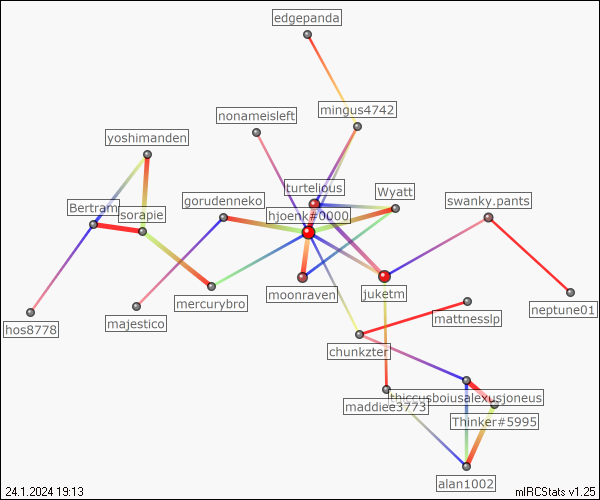 edgepanda
nonameisleft
mingus4742
yoshimanden
turtelious
Wyatt
gorudenneko
swanky.pants
Bertram
sorapie
hjoenk#0000
mercurybro
moonraven
juketm
hos8778
majestico
mattnesslp
neptune01
chunkzter
thiccusboiusalexusjoneus
maddiee3773
Thinker#5995
alan1002
24.1.2024 19:13
mIRCStats v1.25